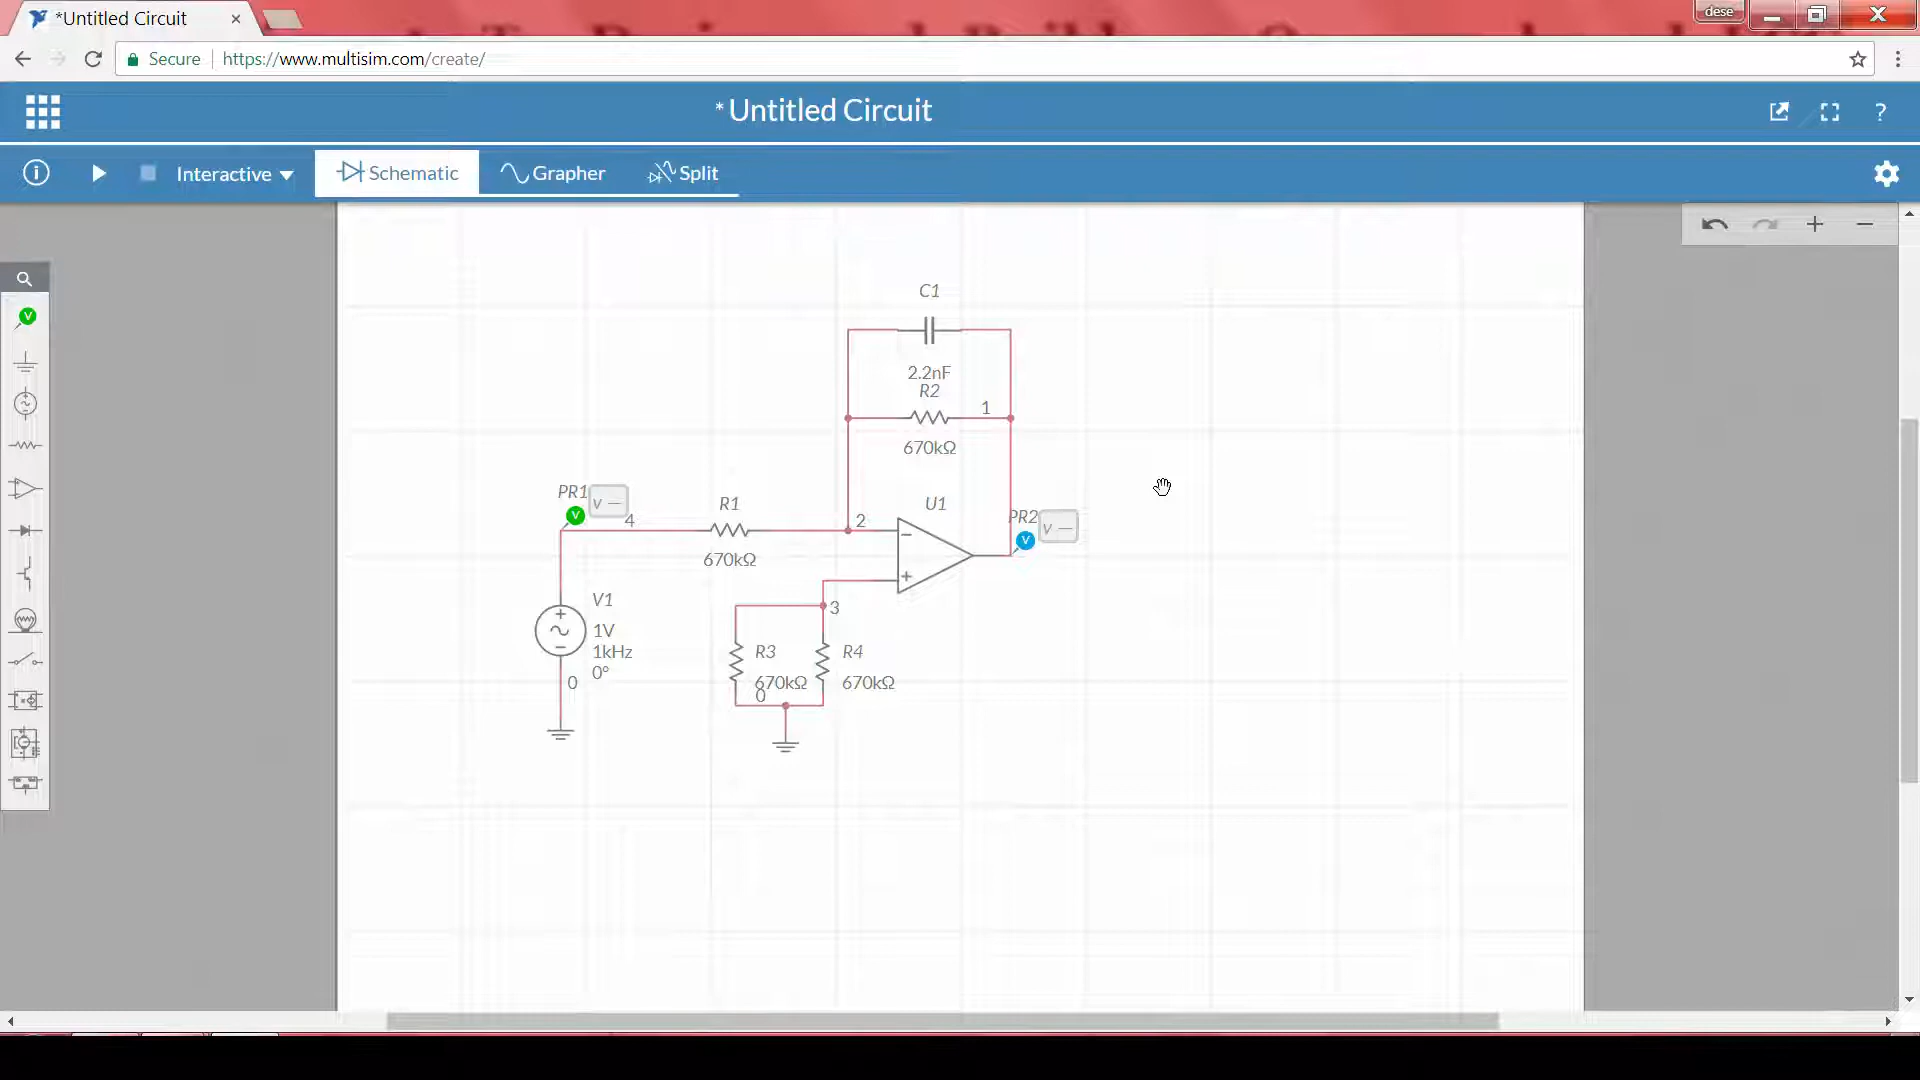 *Untitled Circuit
dese
Secure
https://www.multisim.com/create/
* Untitled Circuit
?
Interactive
Schematic
Grapher
Split
C1
2.2nF
R2
1
670kΩ
PR1
V
v —
4
R1
670kΩ
2
U1
PR2
V
v —
3
V1
1V
1kHz
0°
0
R3
670kΩ
0
R4
670kΩ
V